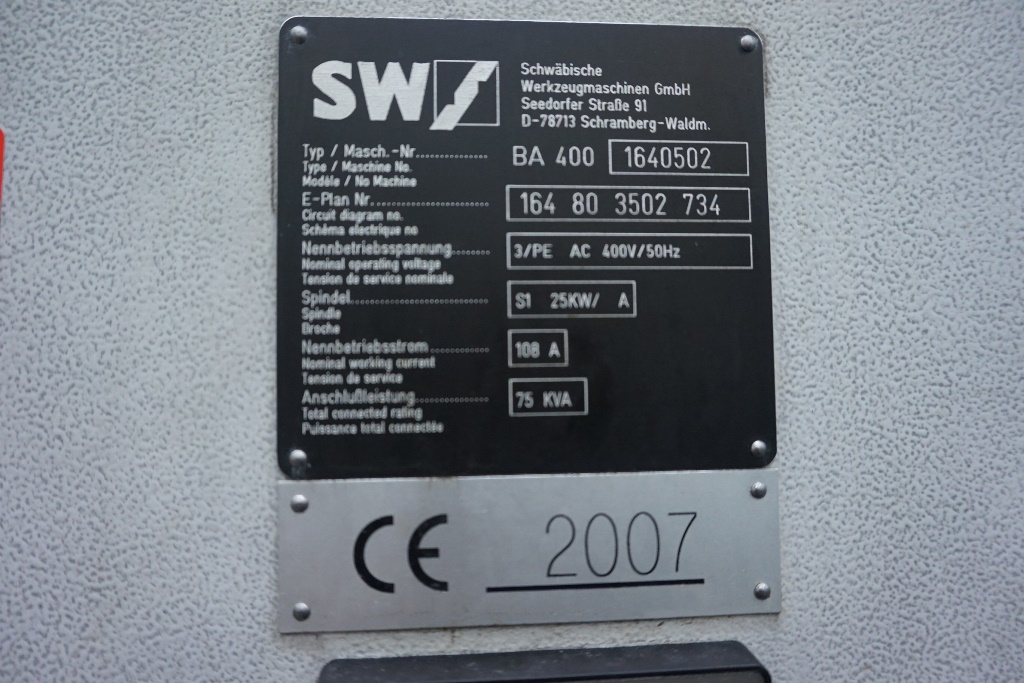 SW
Schwäbische
Werkzeugmaschinen GmbH
Seedorfer Straße 91
D-78713 Schramberg-Waldm.
Typ / Masch.-Nr............... BA 400 1640502
Type / Maschine No.
Modèle / No Machine
E-Plan Nr......................... 164 80 3502 734
Circuit diagram no.
Schéma electrique no
Nennbetriebsspannung........ 3/PE AC 400V/50Hz
Nominal operating voltage
Tension de service nominale
Spindel............................. S1 25KW/ A
Spindle
Broche
Nennbetriebsstrom............. 108 A
Nominal working current
Tension de service
Anschlußleistung................ 75 KVA
Total connected rating
Puissance total connectée
CE 2007